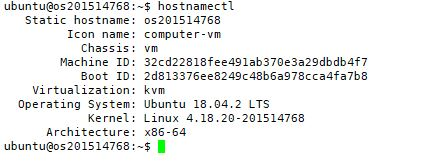 ubuntu@os201514768:~$ hostnamectl
Static hostname: os201514768
Icon name: computer-vm
Chassis: vm
Machine ID: 32cd22818fee491ab370e3a29dbdb4f7
Boot ID: 2d813376ee8249c48b6a978cca4fa7b8
Virtualization: kvm
Operating System: Ubuntu 18.04.2 LTS
Kernel: Linux 4.18.20-201514768
Architecture: x86-64
ubuntu@os201514768:~$